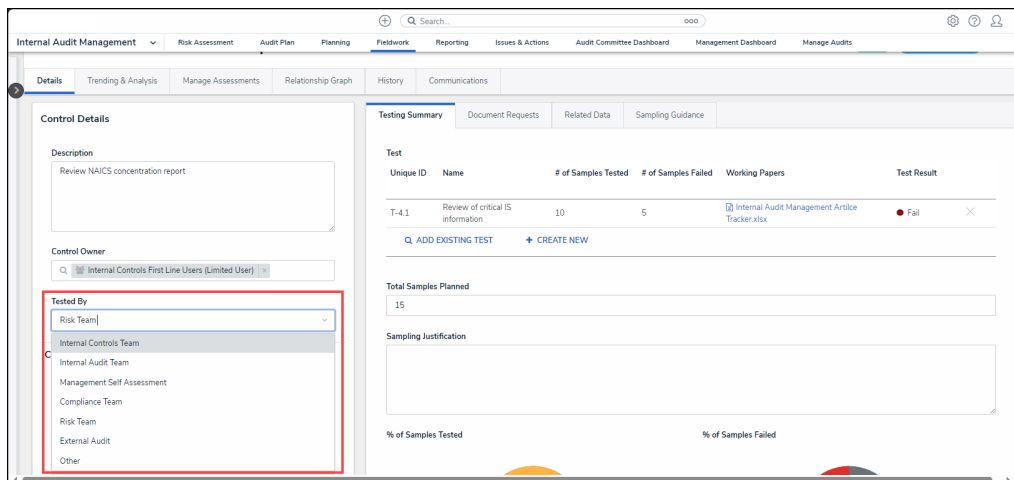 Search...
Internal Audit Management
Risk Assessment
Audit Plan
Planning
Fieldwork
Reporting
Issues & Actions
Audit Committee Dashboard
Management Dashboard
Manage Audits
Details
Trending & Analysis
Manage Assessments
Relationship Graph
History
Communications
Control Details
Description
Review NAICS concentration report
Control Owner
Internal Controls First Line Users (Limited User) ×
Tested By
Risk Team
Internal Controls Team
Internal Audit Team
Management Self Assessment
Compliance Team
Risk Team
External Audit
Other
Testing Summary
Document Requests
Related Data
Sampling Guidance
Test
Unique ID Name # of Samples Tested # of Samples Failed Working Papers Test Result
T-4.1 Review of critical IS 10 5 Internal Audit Management Artilce Fail
information Tracker.xlsx
ADD EXISTING TEST + CREATE NEW
Total Samples Planned
15
Sampling Justification
% of Samples Tested % of Samples Failed